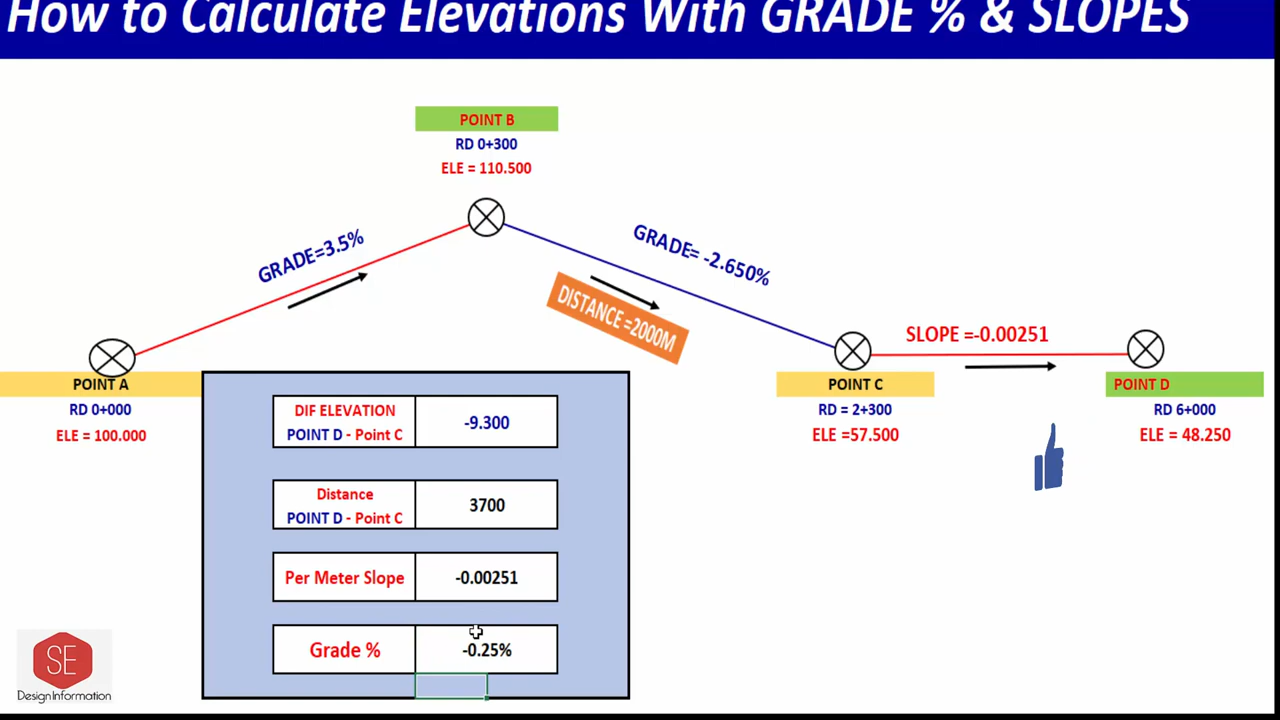 How to Calculate Elevations With GRADE % & SLOPES
POINT B
RD 0+300
ELE = 110.500
GRADE=3.5%
GRADE= -2.650%
DISTANCE =2000M
SLOPE =-0.00251
POINT A
RD 0+000
ELE = 100.000
POINT C
RD = 2+300
ELE =57.500
POINT D
RD 6+000
ELE = 48.250
DIF ELEVATION
POINT D - Point C
-9.300
Distance
POINT D - Point C
3700
Per Meter Slope
-0.00251
Grade %
-0.25%
SE
Design Information